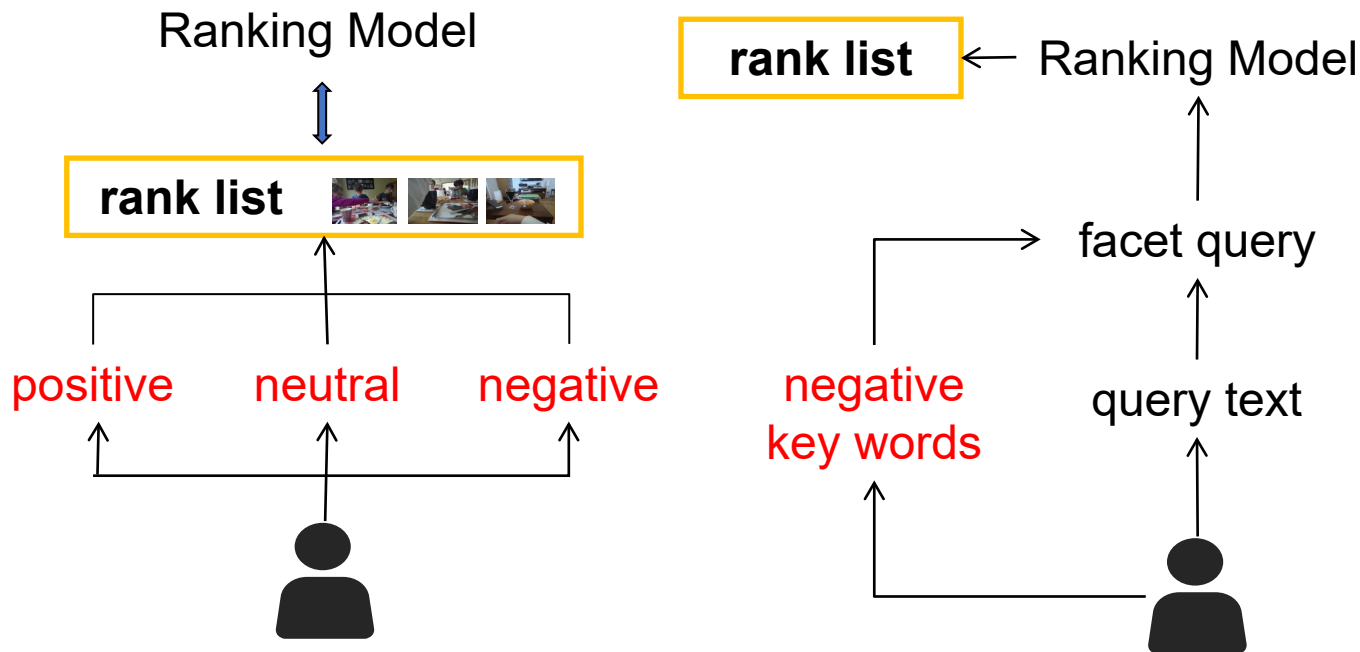 Ranking Model
rank list
positive
neutral
negative
rank list
Ranking Model
facet query
negative
key words
query text